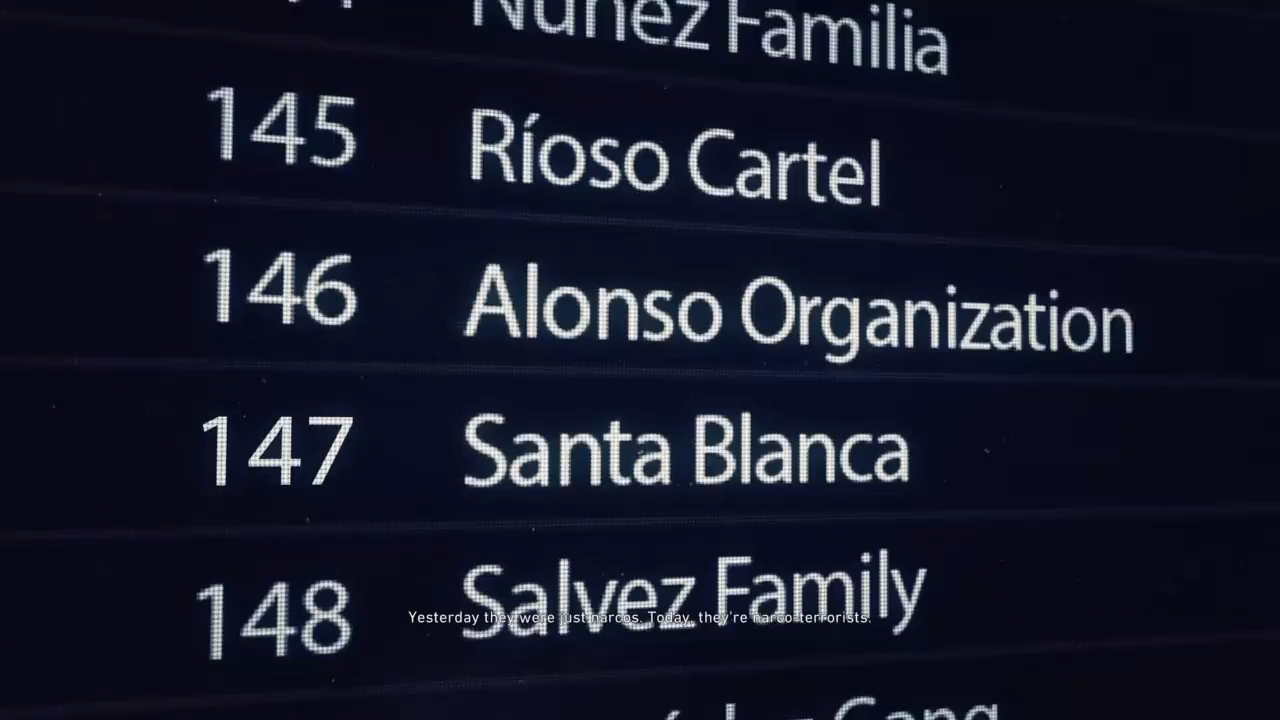 Nuñez Familia
145 Ríoso Cartel
146 Alonso Organization
147 Santa Blanca
148 Salvez Family
Yesterday they were just narcos. Today, they're narco-terrorists.
Gang